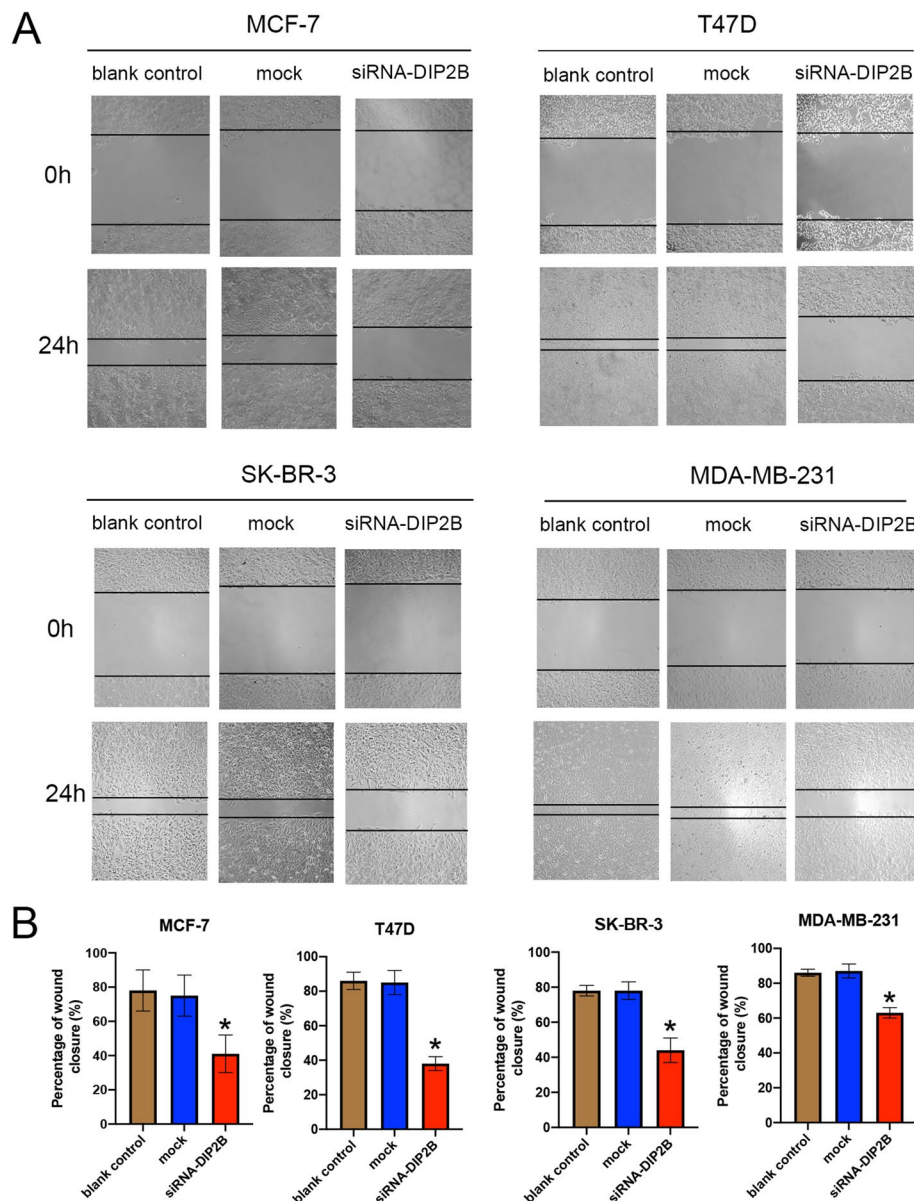 A
MCF-7
blank control mock siRNA-DIP2B
0h
24h
T47D
blank control mock siRNA-DIP2B
SK-BR-3
blank control mock siRNA-DIP2B
0h
24h
MDA-MB-231
blank control mock siRNA-DIP2B
0h
24h
B
MCF-7
Percentage of wound
closure (%)
100
80
60
40
20
0
*
blank control
mock
siRNA-DIP2B
T47D
Percentage of wound
closure (%)
100
80
60
40
20
0
*
blank control
mock
siRNA-DIP2B
SK-BR-3
Percentage of wound
closure (%)
100
80
60
40
20
0
*
blank control
mock
siRNA-DIP2B
MDA-MB-231
Percentage of wound
closure (%)
100
80
60
40
20
0
*
blank control
mock
siRNA-DIP2B